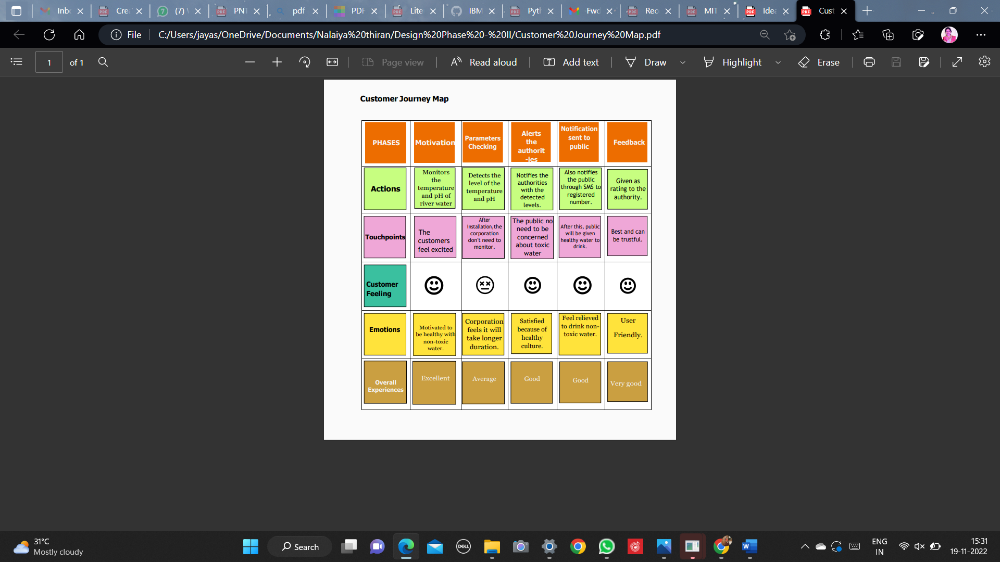 Inbo
Cre
(7)
PNT
pdf
PDF
Lite
IBM
Pyth
Fwd
Rec
MIT
Idea
Cust
File
C:/Users/jayas/OneDrive/Documents/Nalaiya%20thiran/Design%20Phase%20-%20II/Customer%20Journey%20Map.pdf
1 of 1
Page view
Read aloud
Add text
Draw
Highlight
Erase
Customer Journey Map
PHASES
Motivation
Parameters
Checking
Alerts
the
authorit
-ies
Notification
sent to
public
Feedback
Actions
Monitors
the
temperature
and pH of
river water
Detects the
level of the
temperature
and pH
Notifies the
authorities
with the
detected
levels.
Also notifies
the public
through SMS to
registered
number.
Given as
rating to the
authority.
Touchpoints
The
customers
feel excited
After
installation,the
corporation
don't need to
monitor.
The public no
need to be
concerned
about toxic
water
After this, public
will be given
healthy water to
drink.
Best and can
be trustful.
Customer
Feeling
Emotions
Motivated to
be healthy with
non-toxic
water.
Corporation
feels it will
take longer
duration.
Satisfied
because of
healthy
culture.
Feel relieved
to drink non-
toxic water.
User
Friendly.
Overall
Experiences
Excellent
Average
Good
Good
Very good
31°C
Mostly cloudy
Search
DELL
ENG
IN
15:31
19-11-2022